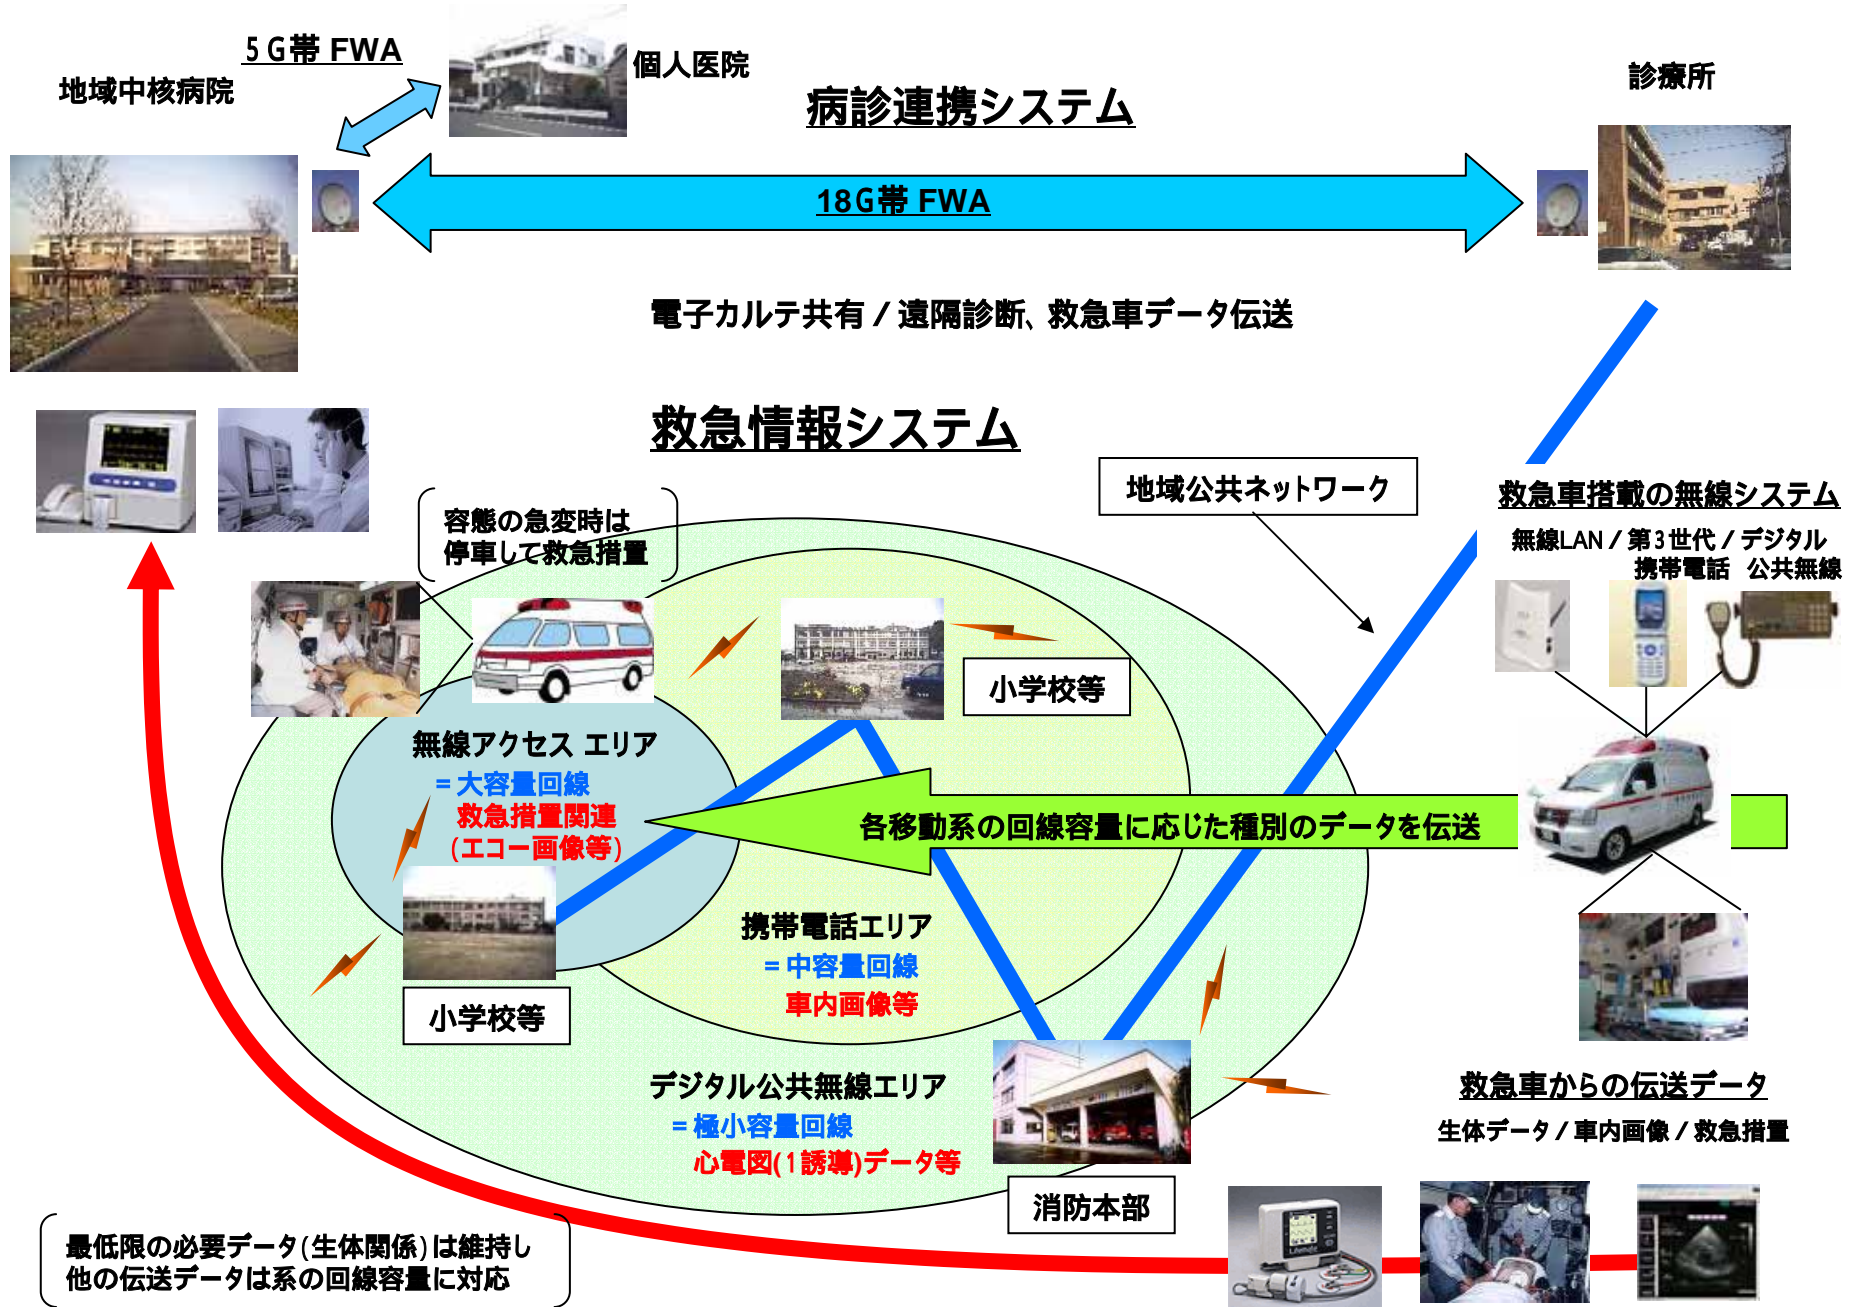 5G帯 FWA
地域中核病院
個人医院
病診連携システム
診療所
18G帯 FWA
電子カルテ共有/遠隔診断、救急車データ伝送
救急情報システム
地域公共ネットワーク
容態の急変時は
停車して救急措置
救急車搭載の無線システム
無線LAN/第3世代/デジタル
携帯電話 公共無線
小学校等
無線アクセス エリア
=大容量回線
救急措置関連
(エコー画像等)
各移動系の回線容量に応じた種別のデータを伝送
携帯電話エリア
=中容量回線
車内画像等
小学校等
デジタル公共無線エリア
=極小容量回線
心電図(1誘導)データ等
消防本部
救急車からの伝送データ
生体データ/車内画像/救急措置
最低限の必要データ(生体関係)は維持し
他の伝送データは系の回線容量に対応